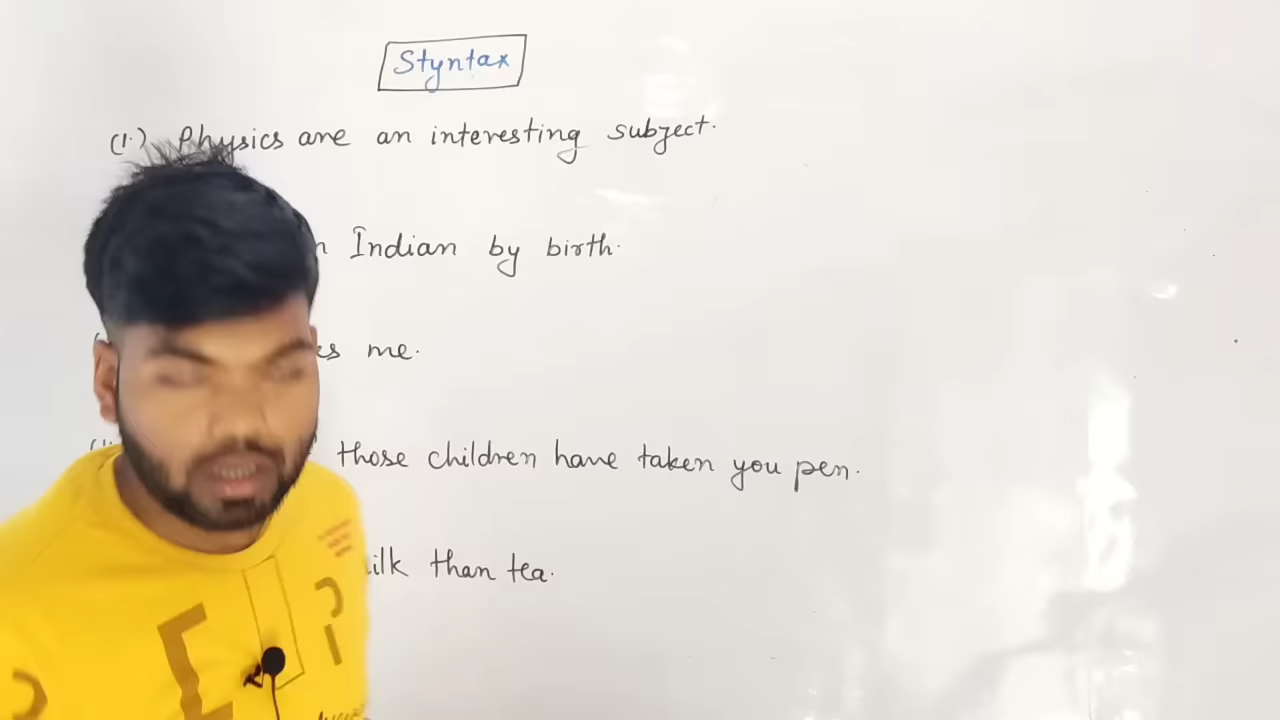 Styntax
(1.) Physics are an interesting subject.
Indian by birth.
me.
those children have taken you pen.
than tea.